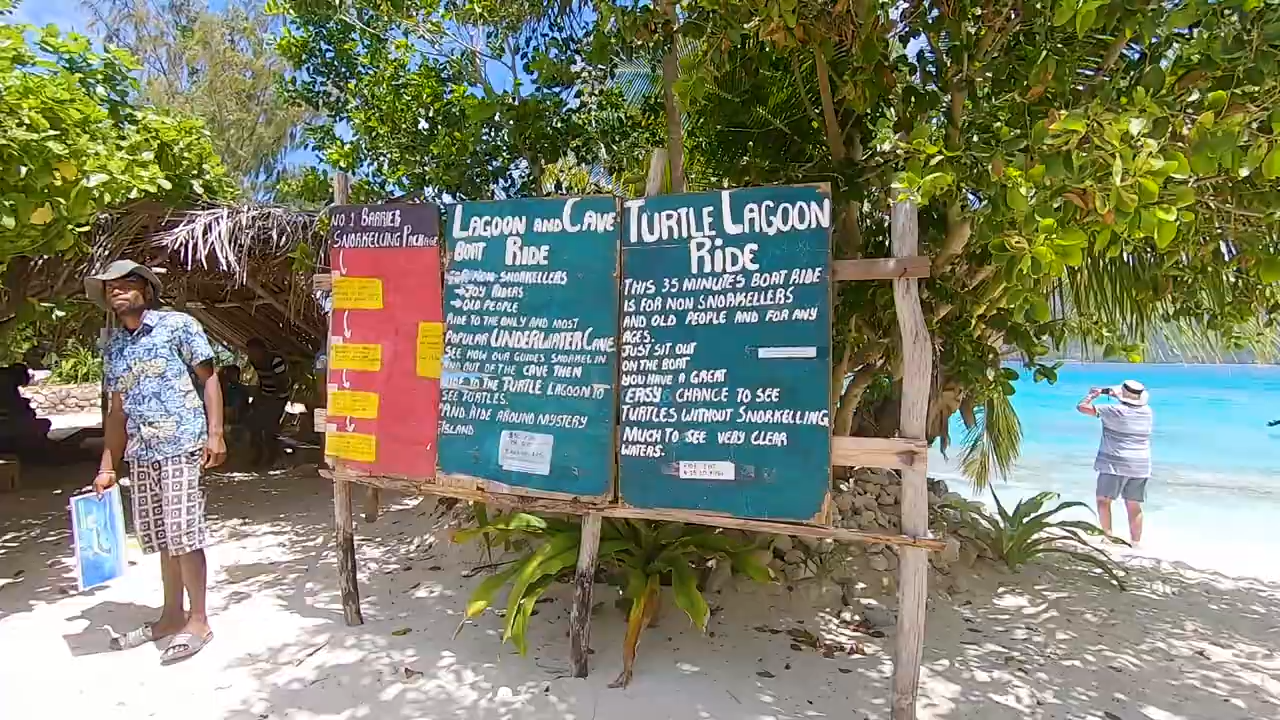 NO 1 BARRIER
SNORKELLING PACKAGE
LAGOON AND CAVE
BOAT RIDE
FOR NON SNORKELLERS
JOY RIDERS
OLD PEOPLE
RIDE TO THE ONLY AND MOST
POPULAR UNDERWATER CAVE
SEE HOW OUR GUIDES SNORKEL IN
AND OUT OF THE CAVE THEN
RIDE TO THE TURTLE LAGOON TO
SEE TURTLES.
AND RIDE AROUND MYSTERY
ISLAND
TURTLE LAGOON
RIDE
THIS 35 MINUTES BOAT RIDE
IS FOR NON SNORKELLERS
AND OLD PEOPLE AND FOR ANY
AGES.
JUST SIT OUT
ON THE BOAT
YOU HAVE A GREAT
EASY CHANCE TO SEE
TURTLES WITHOUT SNORKELLING.
MUCH TO SEE VERY CLEAR
WATERS.